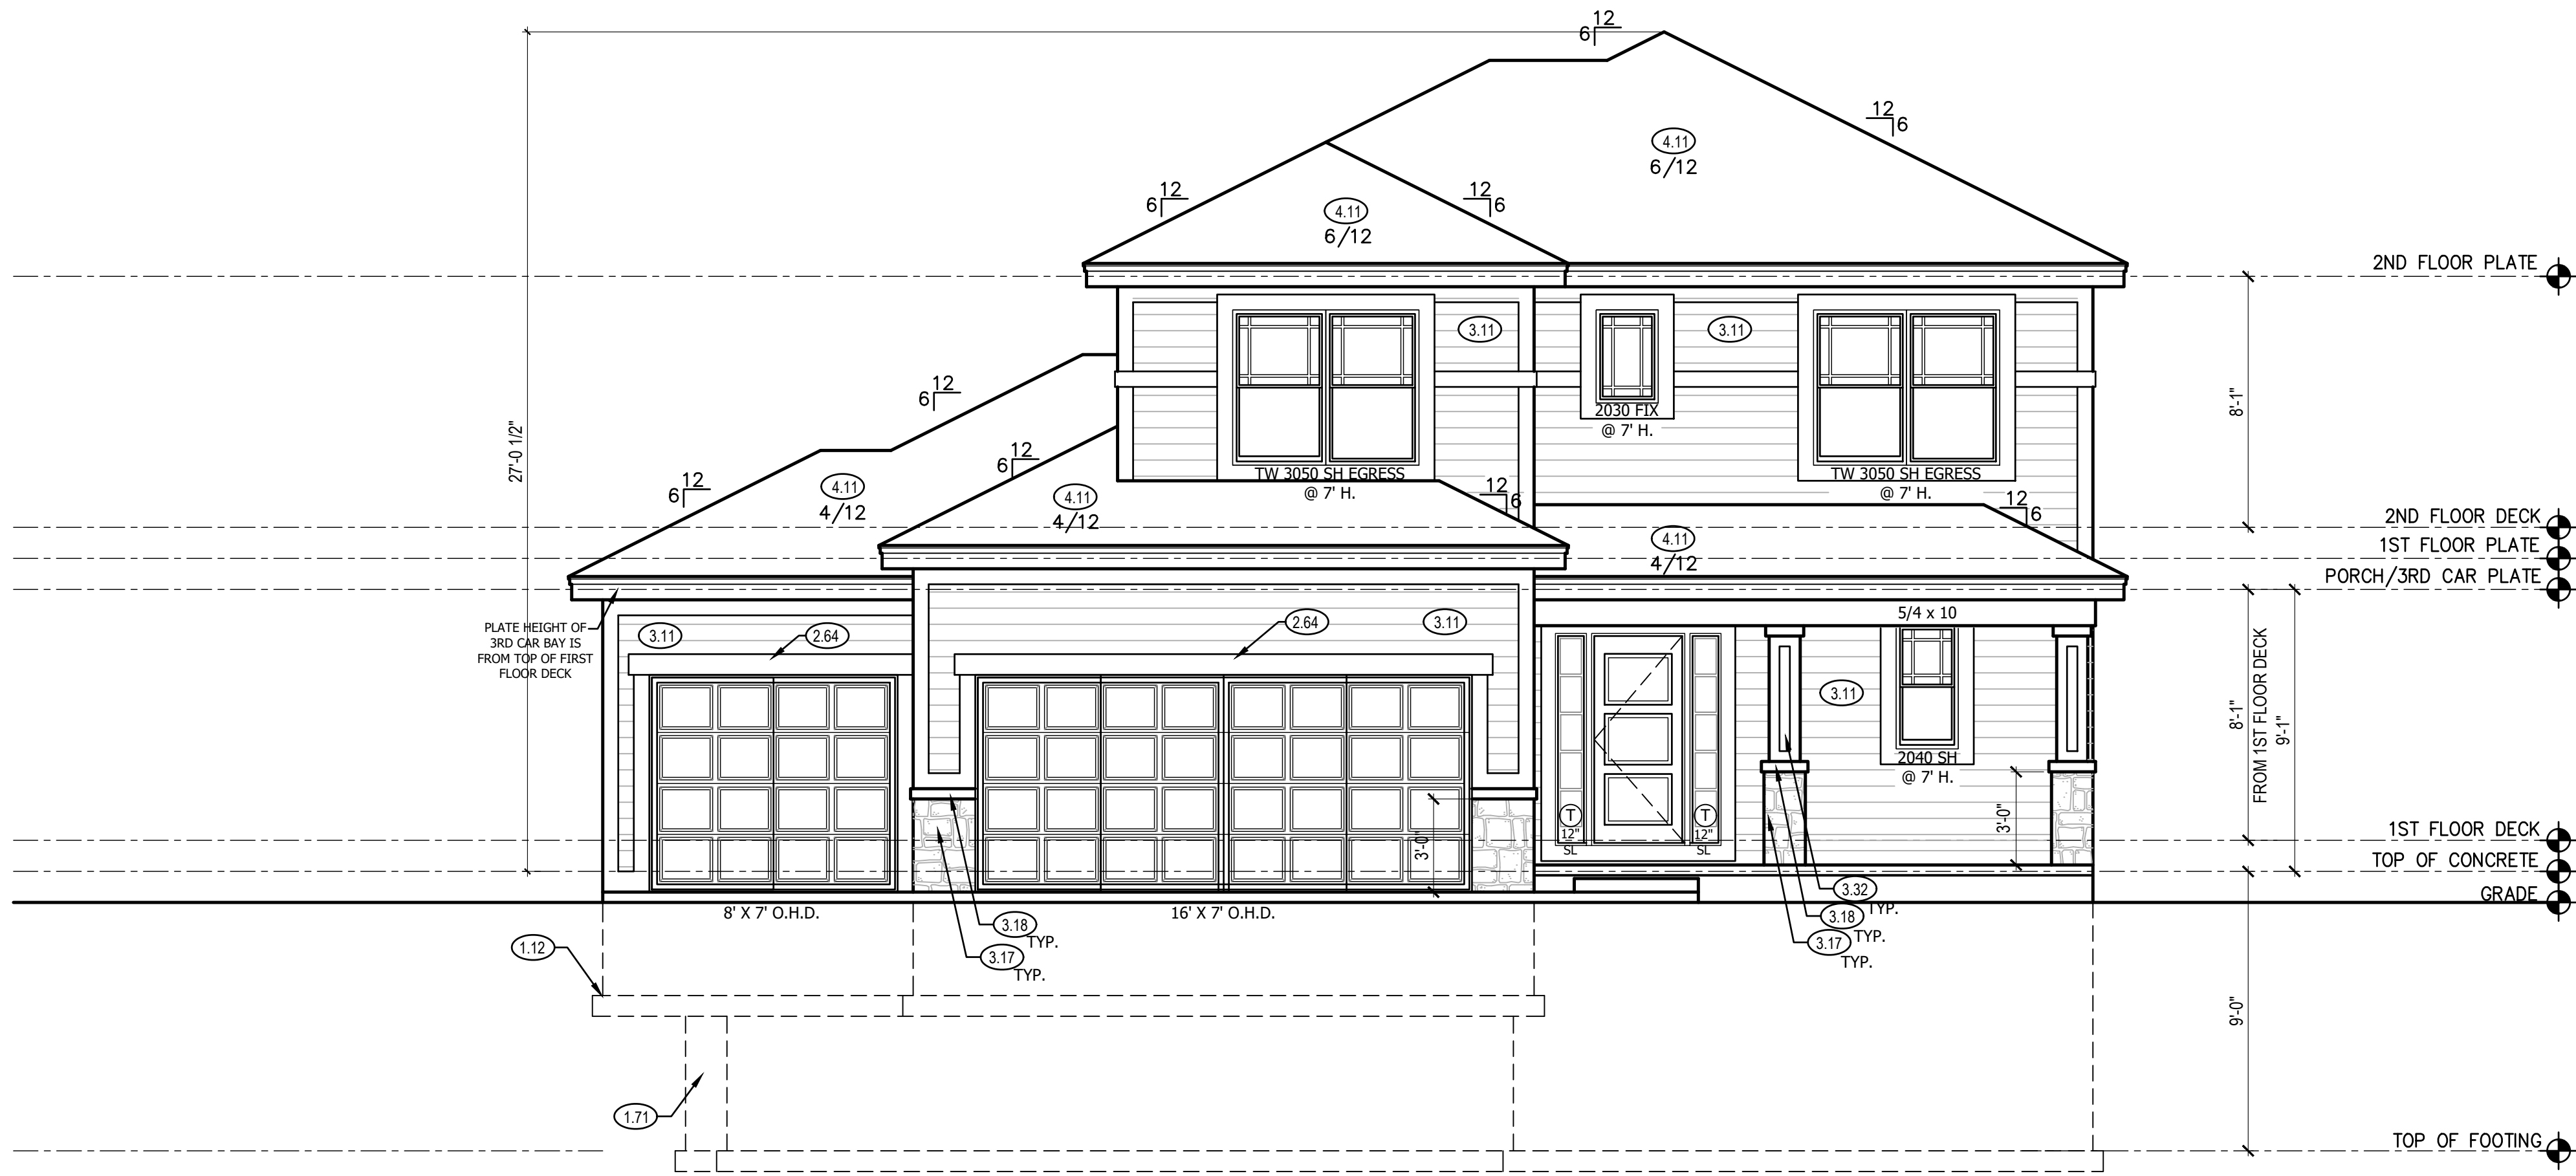 12
6
12
6
4.11
6/12
12
6
12
6
4.11
6/12
2ND FLOOR PLATE
3.11
3.11
12
6
8'-1"
2030 FIX
@ 7' H.
27'-0 1/2"
12
6
TW 3050 SH EGRESS
@ 7' H.
TW 3050 SH EGRESS
@ 7' H.
12
6
4.11
4/12
4.11
4/12
12
6
12
6
2ND FLOOR DECK
1ST FLOOR PLATE
4.11
4/12
PORCH/3RD CAR PLATE
5/4 x 10
PLATE HEIGHT OF
3RD CAR BAY IS
FROM TOP OF FIRST
FLOOR DECK
3.11
2.64
2.64
3.11
3.11
8'-1"
FROM 1ST FLOOR DECK
9'-1"
2040 SH
@ 7' H.
T
12"
SL
T
12"
SL
3'-0"
3'-0"
1ST FLOOR DECK
TOP OF CONCRETE
GRADE
8' X 7' O.H.D.
16' X 7' O.H.D.
3.32
TYP.
3.18
TYP.
3.17
TYP.
3.18
TYP.
3.17
TYP.
1.12
9'-0"
1.71
TOP OF FOOTING